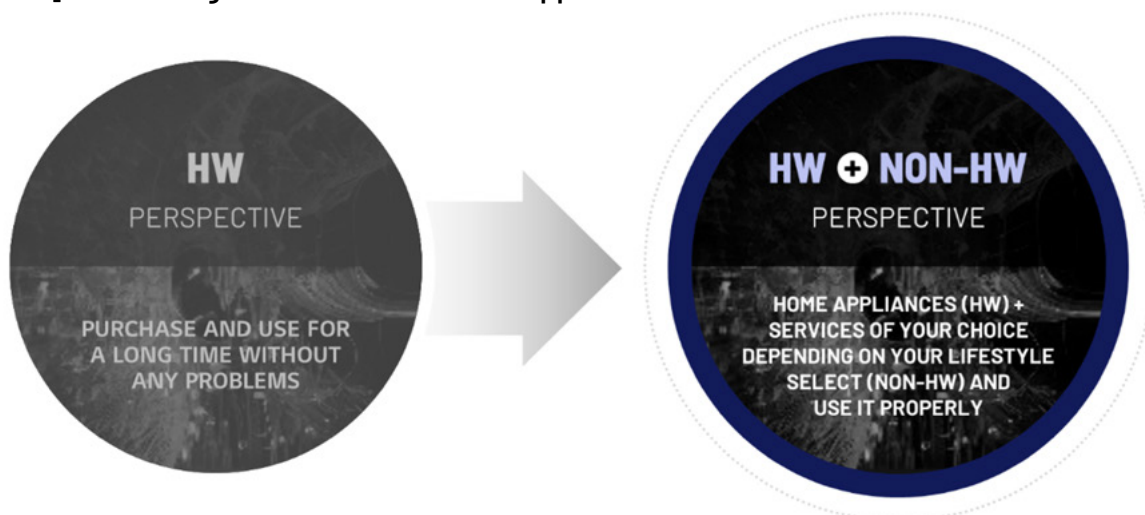 HW
PERSPECTIVE
PURCHASE AND USE FOR
A LONG TIME WITHOUT
ANY PROBLEMS
HW + NON-HW
PERSPECTIVE
HOME APPLIANCES (HW) +
SERVICES OF YOUR CHOICE
DEPENDING ON YOUR LIFESTYLE
SELECT (NON-HW) AND
USE IT PROPERLY